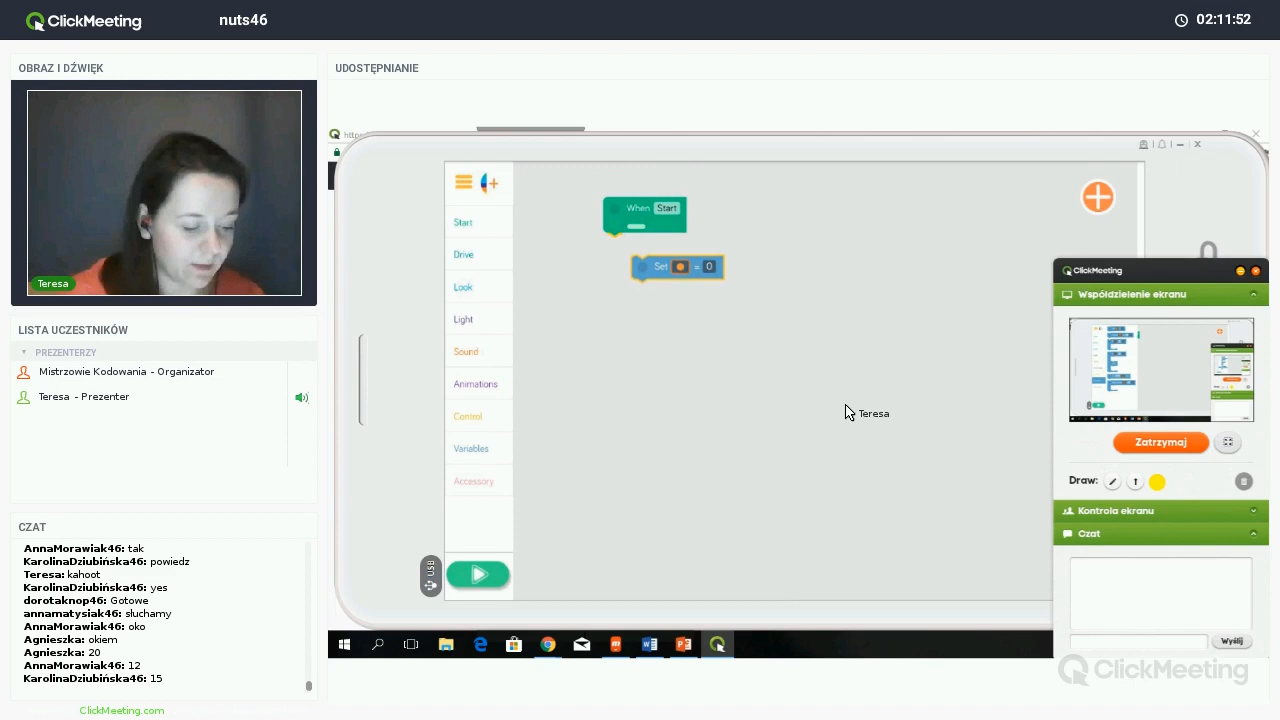 ClickMeeting
nuts46
02:11:52
OBRAZ I DŹWIĘK
Teresa
LISTA UCZESTNIKÓW
PREZENTERZY
Mistrzowie Kodowania - Organizator
Teresa - Prezenter
CZAT
AnnaMorawiak46: tak
KarolinaDziubińska46: powiedz
Teresa: kahoot
KarolinaDziubińska46: yes
dorotaknop46: Gotowe
annamatysiak46: słuchamy
AnnaMorawiak46: oko
Agnieszka: okiem
Agnieszka: 20
AnnaMorawiak46: 12
KarolinaDziubińska46: 15
ClickMeeting.com
UDOSTĘPNIANIE
https
Start
Drive
Look
Light
Sound
Animations
Control
Variables
Accessory
When Start
Set = 0
Teresa
USB
ClickMeeting
Współdzielenie ekranu
Zatrzymaj
Draw:
Kontrola ekranu
Czat
Wyślij
ClickMeeting